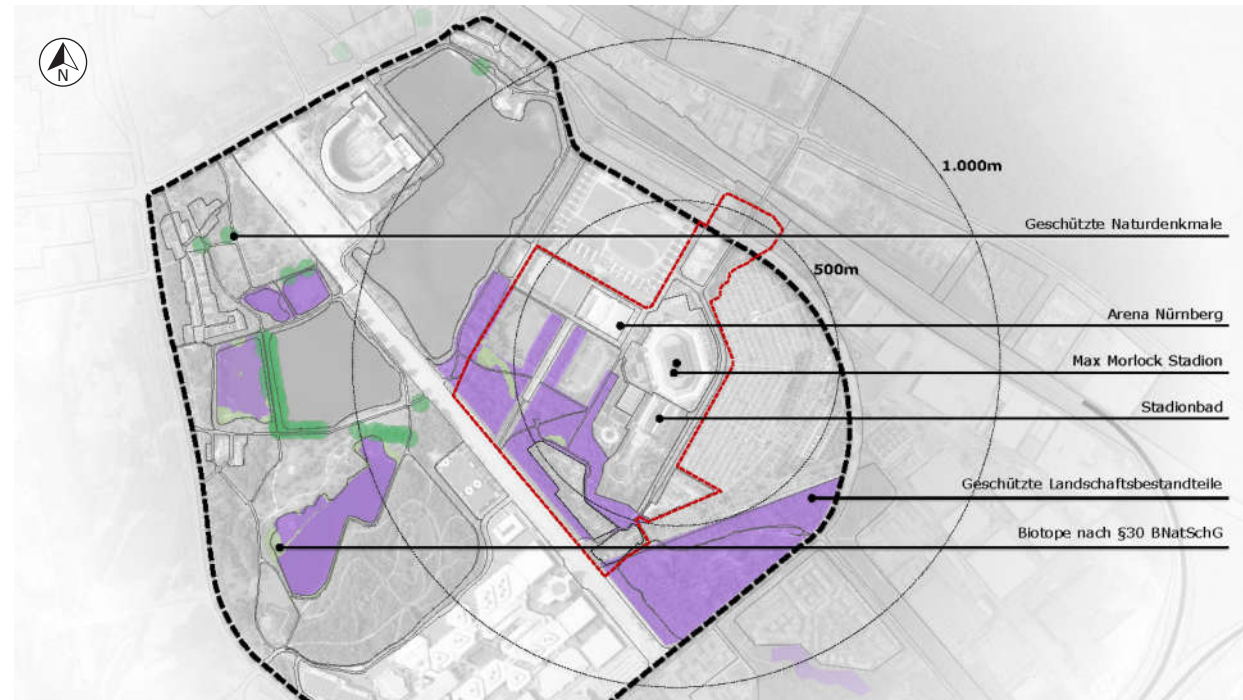 N
1.000m
Geschützte Naturdenkmale
500m
Arena Nürnberg
Max Morlock Stadion
Stadionbad
Geschützte Landschaftsbestandteile
Biotope nach §30 BNatSchG